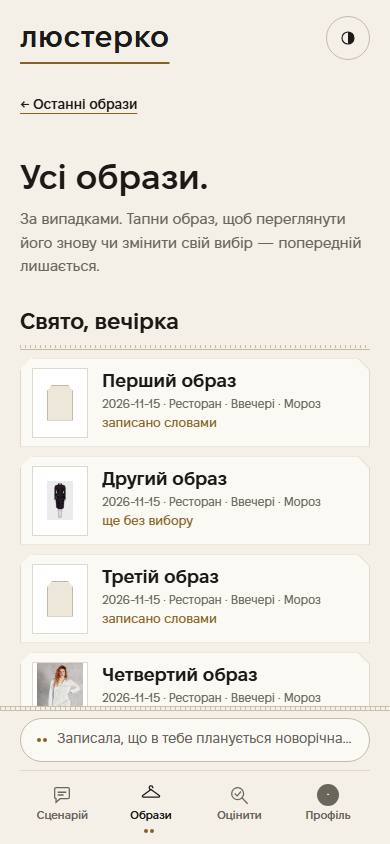 люстерко
← Останні образи
Усі образи.
За випадками. Тапни образ, щоб переглянути
його знову чи змінити свій вибір — попередній
лишається.
Свято, вечірка
Перший образ
2026-11-15 · Ресторан · Ввечері · Мороз
записано словами
Другий образ
2026-11-15 · Ресторан · Ввечері · Мороз
ще без вибору
Третій образ
2026-11-15 · Ресторан · Ввечері · Мороз
записано словами
Четвертий образ
2026-11-15 · Ресторан · Ввечері · Мороз
Записала, що в тебе планується новорічна...
Сценарій
Образи
Оцінити
Профіль